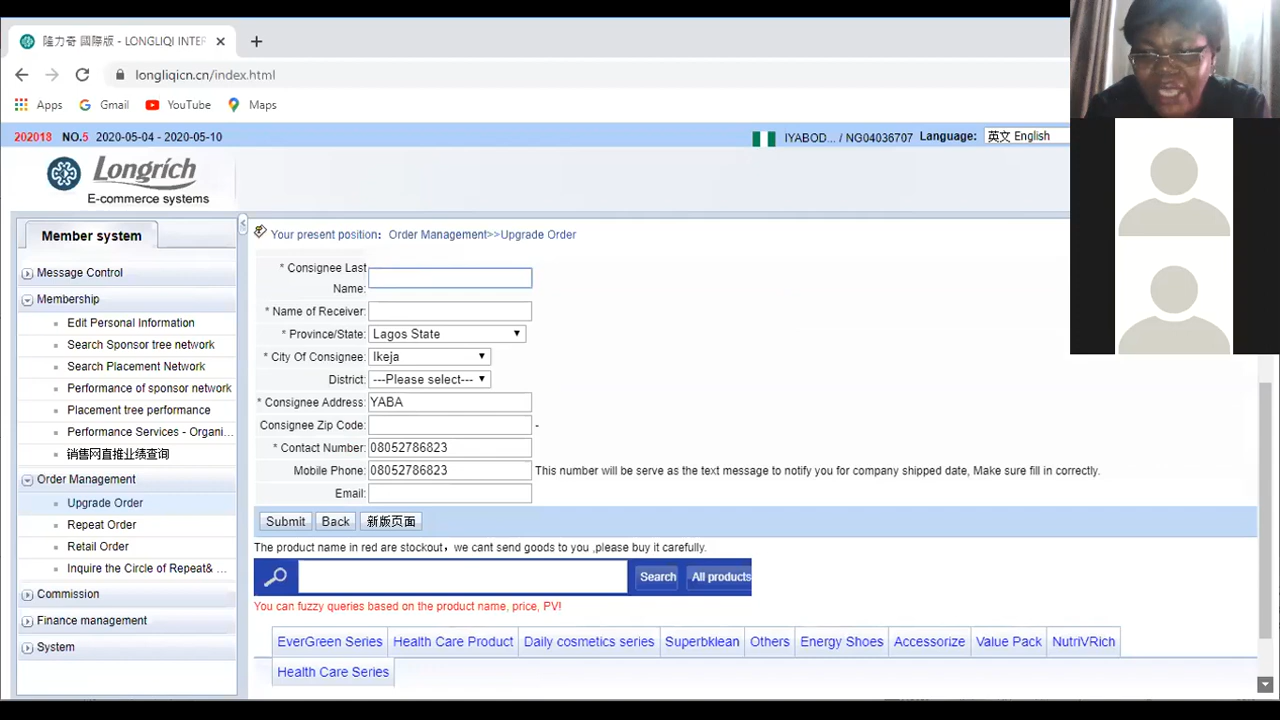 隆力奇 國際版 - LONGLIQI INTER
longliqicn.cn/index.html
Apps Gmail YouTube Maps
202018 NO.5 2020-05-04 - 2020-05-10 IYABOD... / NG04036707 Language: 英文 English
Longrich
E-commerce systems
Member system
Message Control
Membership
Edit Personal Information
Search Sponsor tree network
Search Placement Network
Performance of sponsor network
Placement tree performance
Performance Services - Organi...
销售网直推业绩查询
Order Management
Upgrade Order
Repeat Order
Retail Order
Inquire the Circle of Repeat& ...
Commission
Finance management
System
Your present position: Order Management>>Upgrade Order
* Consignee Last
Name:
* Name of Receiver:
* Province/State: Lagos State
* City Of Consignee: Ikeja
District: ---Please select---
* Consignee Address: YABA
Consignee Zip Code: -
* Contact Number: 08052786823
Mobile Phone: 08052786823 This number will be serve as the text message to notify you for company shipped date, Make sure fill in correctly.
Email:
Submit Back 新版页面
The product name in red are stockout，we cant send goods to you ,please buy it carefully.
Search All products
You can fuzzy queries based on the product name, price, PV!
EverGreen Series Health Care Product Daily cosmetics series Superbklean Others Energy Shoes Accessorize Value Pack NutriVRich
Health Care Series